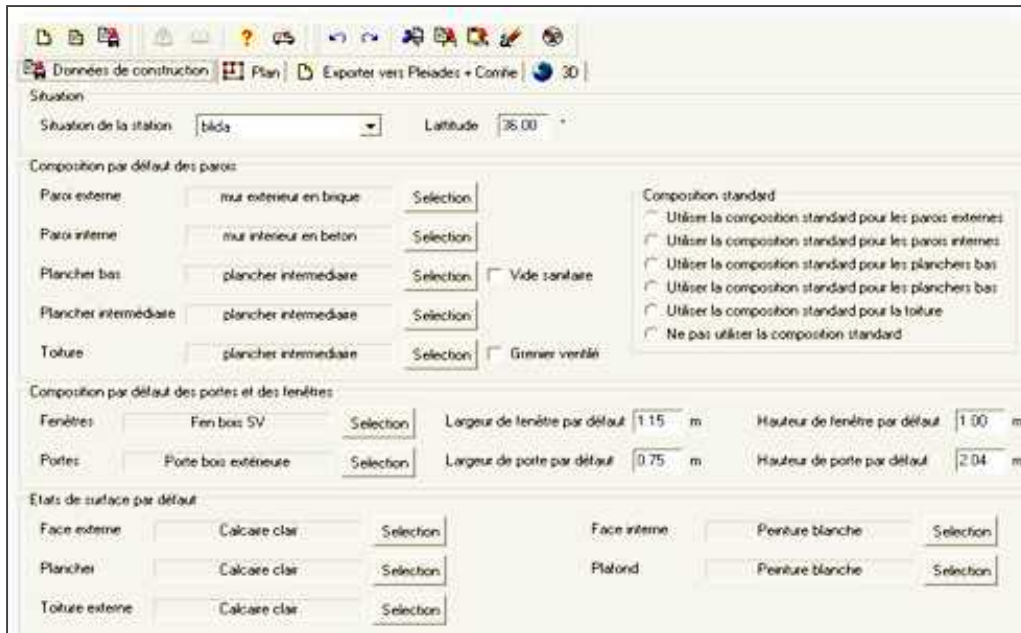 Données de construction Plan Exporter vers Pleiades + Comfie 3D
Situation
Situation de la station blida Lattitude 36.00 °
Composition par défaut des parois
Paroi externe mur exterieur en brique Selection
Composition standard
Utiliser la composition standard pour les parois externes
Paroi interne mur interieur en beton Selection
Utiliser la composition standard pour les parois internes
Plancher bas plancher intermediaire Selection Vide sanitaire
Utiliser la composition standard pour les planchers bas
Utiliser la composition standard pour les planchers bas
Plancher intermédiaire plancher intermediaire Selection
Utiliser la composition standard pour la toiture
Ne pas utiliser la composition standard
Toiture plancher intermediaire Selection Grenier ventilé
Composition par défaut des portes et des fenêtres
Fenêtres Fen bois SV Selection Largeur de fenêtre par défaut 1.15 m Hauteur de fenêtre par défaut 1.00 m
Portes Porte bois extérieure Selection Largeur de porte par défaut 0.75 m Hauteur de porte par défaut 2.04 m
Etats de surface par défaut
Face externe Calcaire clair Selection Face interne Peinture blanche Selection
Plancher Calcaire clair Selection Plafond Peinture blanche Selection
Toiture externe Calcaire clair Selection